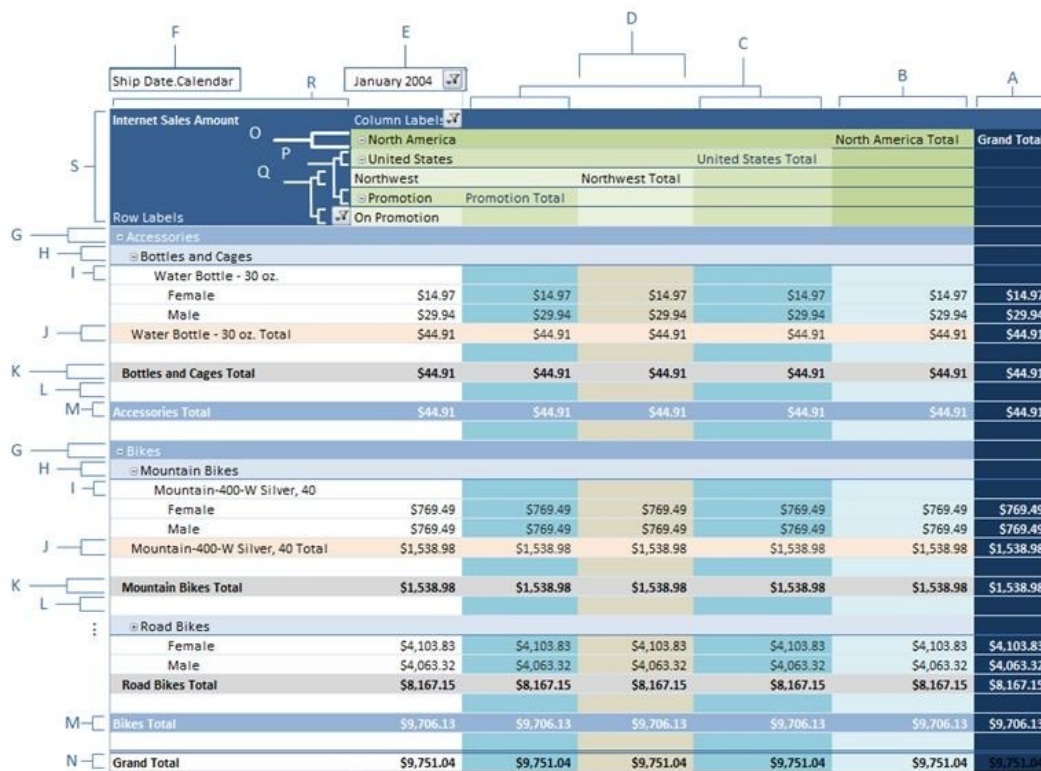 D
F E C
Ship Date.Calendar R January 2004 B A
Internet Sales Amount Column Labels
O North America North America Total Grand Total
P United States United States Total
S Q Northwest Northwest Total
Promotion Promotion Total
Row Labels On Promotion
G Accessories
H Bottles and Cages
I Water Bottle - 30 oz.
Female $14.97 $14.97 $14.97 $14.97 $14.97 $14.97
Male $29.94 $29.94 $29.94 $29.94 $29.94 $29.94
J Water Bottle - 30 oz. Total $44.91 $44.91 $44.91 $44.91 $44.91 $44.91
K Bottles and Cages Total $44.91 $44.91 $44.91 $44.91 $44.91 $44.91
L
M Accessories Total $44.91 $44.91 $44.91 $44.91 $44.91 $44.91
G Bikes
H Mountain Bikes
I Mountain-400-W Silver, 40
Female $769.49 $769.49 $769.49 $769.49 $769.49 $769.49
Male $769.49 $769.49 $769.49 $769.49 $769.49 $769.49
J Mountain-400-W Silver, 40 Total $1,538.98 $1,538.98 $1,538.98 $1,538.98 $1,538.98 $1,538.98
K Mountain Bikes Total $1,538.98 $1,538.98 $1,538.98 $1,538.98 $1,538.98 $1,538.98
L
⋮ Road Bikes
Female $4,103.83 $4,103.83 $4,103.83 $4,103.83 $4,103.83 $4,103.83
Male $4,063.32 $4,063.32 $4,063.32 $4,063.32 $4,063.32 $4,063.32
Road Bikes Total $8,167.15 $8,167.15 $8,167.15 $8,167.15 $8,167.15 $8,167.15
M Bikes Total $9,706.13 $9,706.13 $9,706.13 $9,706.13 $9,706.13 $9,706.13
N Grand Total $9,751.04 $9,751.04 $9,751.04 $9,751.04 $9,751.04 $9,751.04